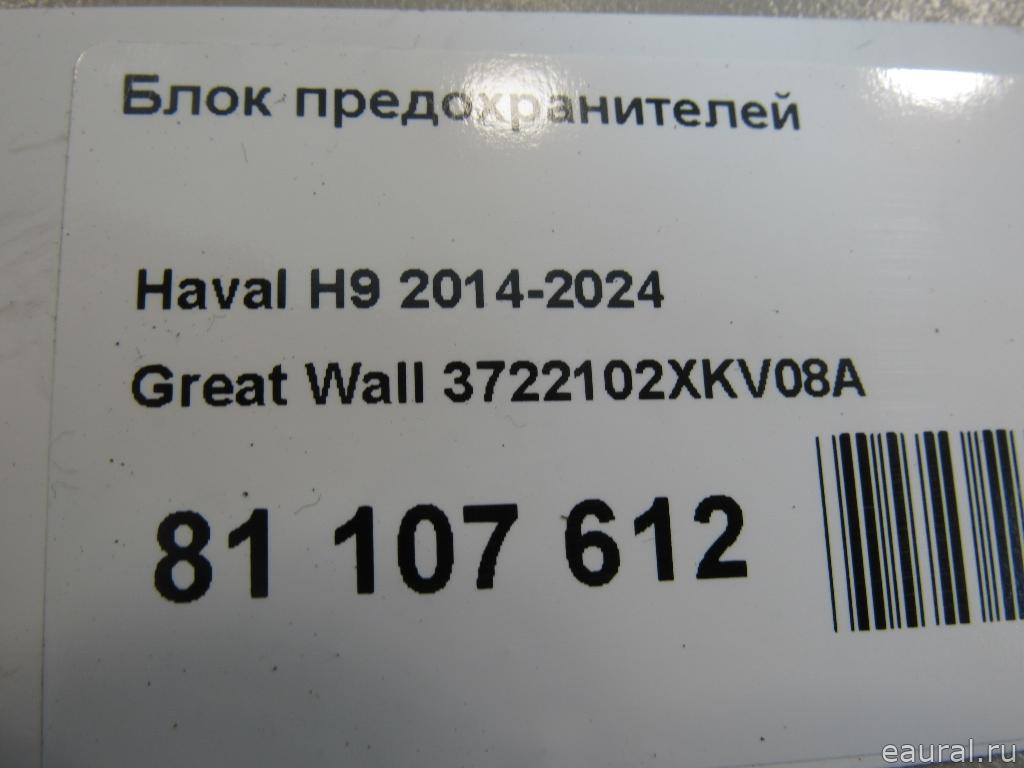 Блок предохранителей
Haval H9 2014-2024
Great Wall 3722102XKV08A
81 107 612
eaural.ru